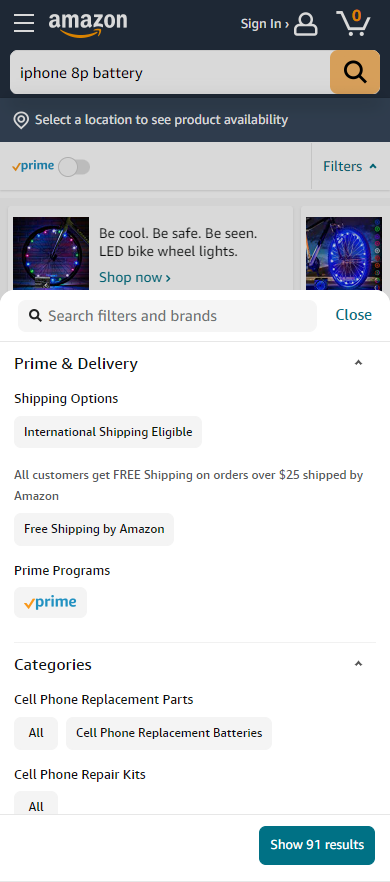 amazon
Sign In ›
0
iphone 8p battery
Select a location to see product availability
prime
Filters
Be cool. Be safe. Be seen.
LED bike wheel lights.
Shop now ›
Search filters and brands
Close
Prime & Delivery
Shipping Options
International Shipping Eligible
All customers get FREE Shipping on orders over $25 shipped by
Amazon
Free Shipping by Amazon
Prime Programs
prime
Categories
Cell Phone Replacement Parts
All
Cell Phone Replacement Batteries
Cell Phone Repair Kits
All
Show 91 results